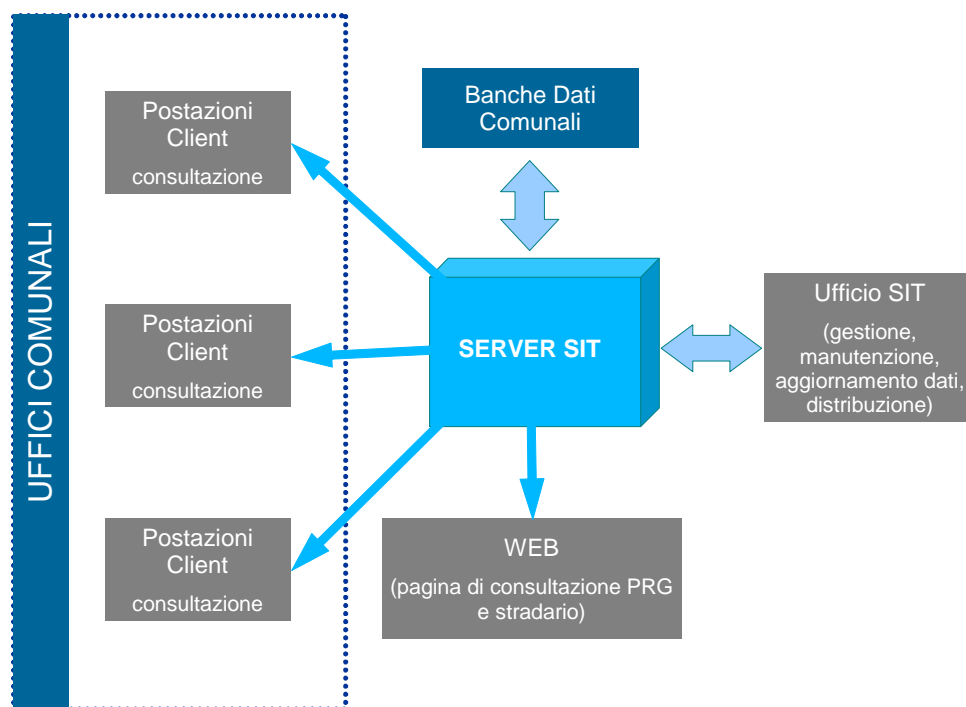 UFFICI COMUNALI
Postazioni
Client
consultazione
Postazioni
Client
consultazione
Postazioni
Client
consultazione
Banche Dati
Comunali
SERVER SIT
Ufficio SIT
(gestione,
manutenzione,
aggiornamento dati,
distribuzione)
WEB
(pagina di consultazione PRG
e stradario)